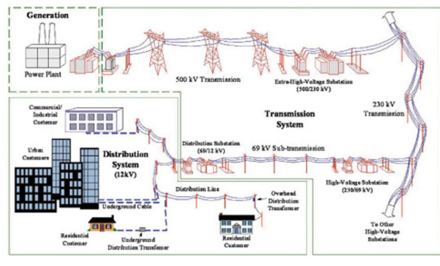 Generation
Power Plant
500 kV Transmission
Extra-High-Voltage Substation
(500/230 kV)
230 kV
Transmission
Commercial/
Industrial Customer
Distribution Substation
(69/12 kV)
Transmission
System
69 kV Sub-transmission
High-Voltage Substation
(230/69 kV)
Urban
Customers
Distribution
System
(12kV)
Distribution Line
Underground Cable
Overhead
Distribution
Transformer
Residential
Customer
Underground
Distribution Transformer
Residential
Customer
To Other
High-Voltage
Substations